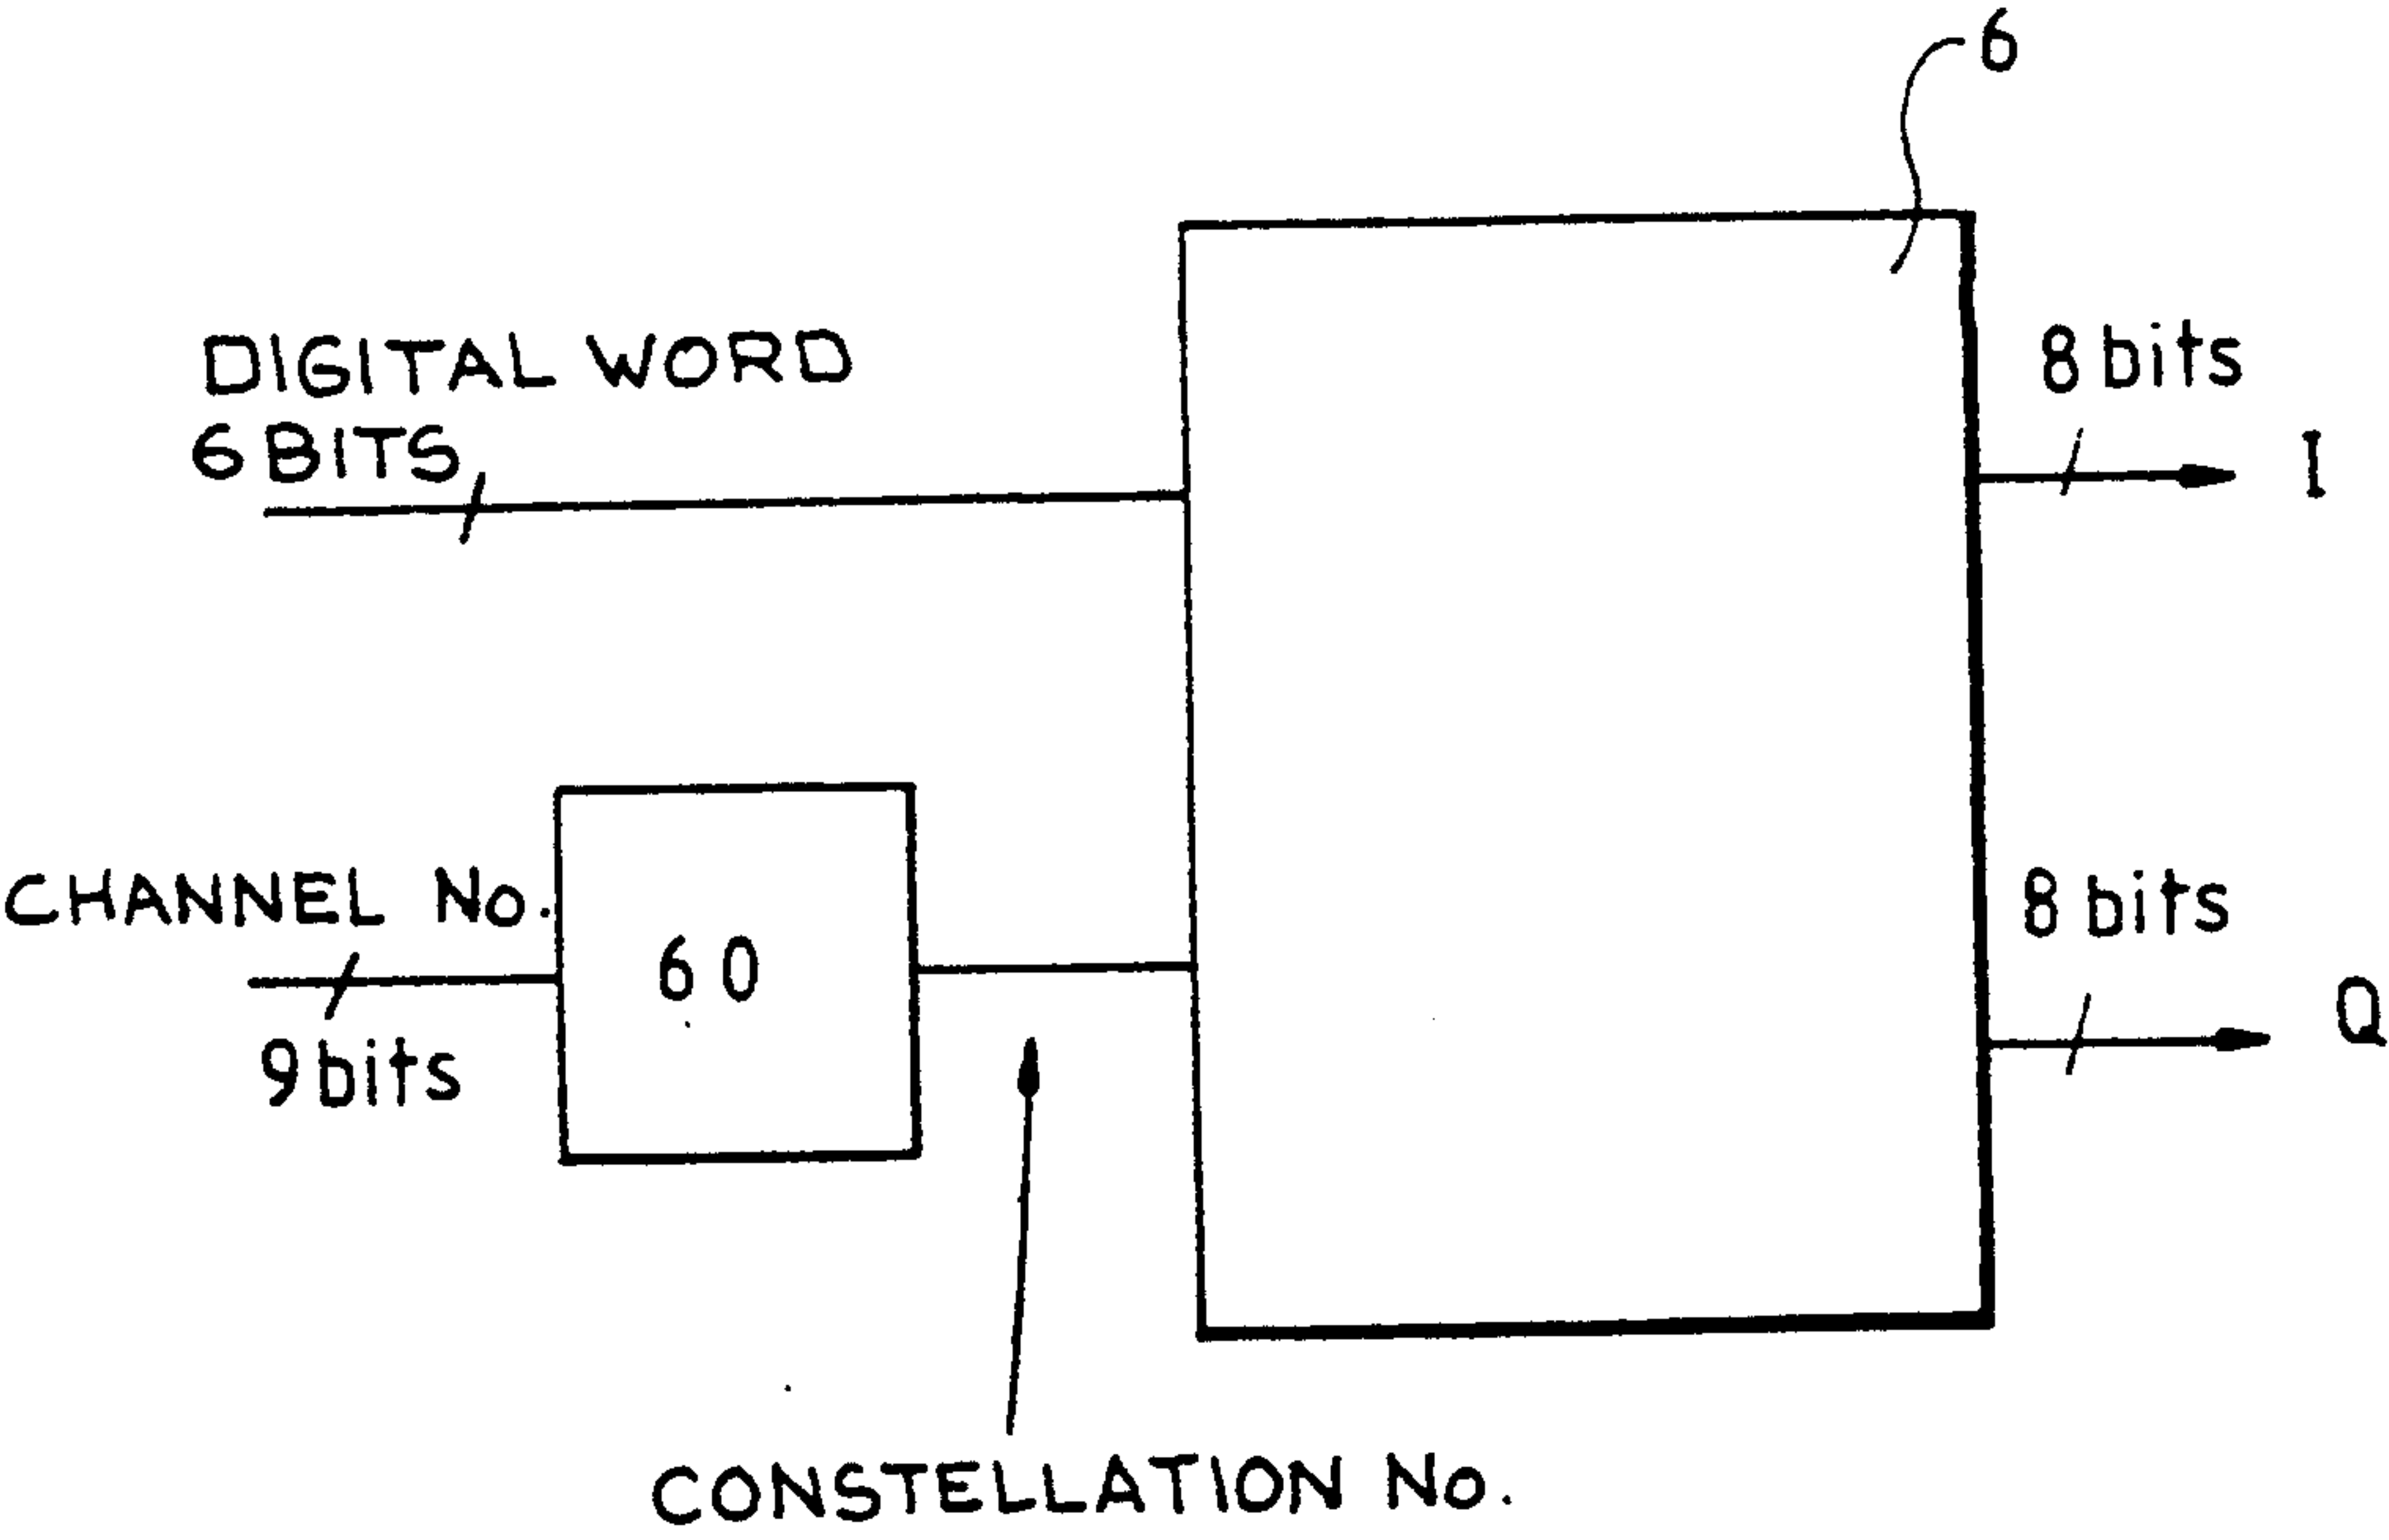 6
DIGITAL WORD
6 BITS
8 bits
I
CHANNEL No.
60
9 bits
8 bits
Q
CONSTELLATION No.